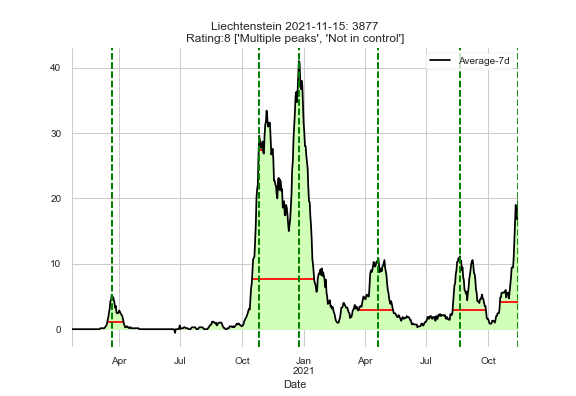 Liechtenstein 2021-11-15: 3877
Rating:8 ['Multiple peaks', 'Not in control']
Average-7d
40
30
20
10
0
Apr
Jul
Oct
Jan
2021
Apr
Jul
Oct
Date